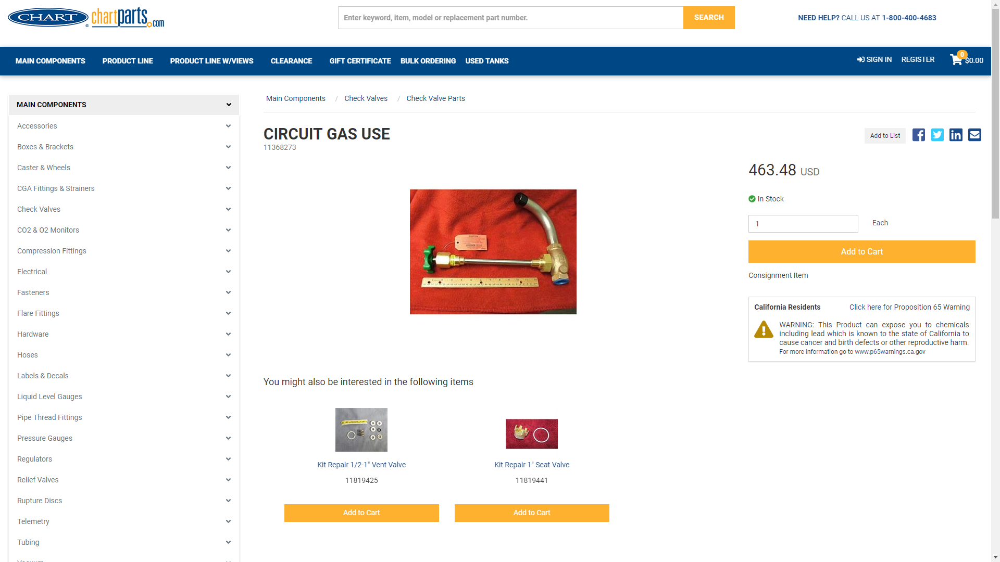 CHART ® chartparts.com
Enter keyword, item, model or replacement part number.
SEARCH
NEED HELP? CALL US AT 1-800-400-4683
MAIN COMPONENTS
PRODUCT LINE
PRODUCT LINE W/VIEWS
CLEARANCE
GIFT CERTIFICATE
BULK ORDERING
USED TANKS
SIGN IN
REGISTER
0
$0.00
MAIN COMPONENTS
Accessories
Boxes & Brackets
Caster & Wheels
CGA Fittings & Strainers
Check Valves
CO2 & O2 Monitors
Compression Fittings
Electrical
Fasteners
Flare Fittings
Hardware
Hoses
Labels & Decals
Liquid Level Gauges
Pipe Thread Fittings
Pressure Gauges
Regulators
Relief Valves
Rupture Discs
Telemetry
Tubing
Main Components / Check Valves / Check Valve Parts
CIRCUIT GAS USE
11368273
Add to List
463.48 USD
In Stock
1
Each
Add to Cart
Consignment Item
California Residents
Click here for Proposition 65 Warning
WARNING: This Product can expose you to chemicals
including lead which is known to the state of California to
cause cancer and birth defects or other reproductive harm.
For more information go to www.p65warnings.ca.gov
You might also be interested in the following items
Kit Repair 1/2-1" Vent Valve
11819425
Add to Cart
Kit Repair 1" Seat Valve
11819441
Add to Cart